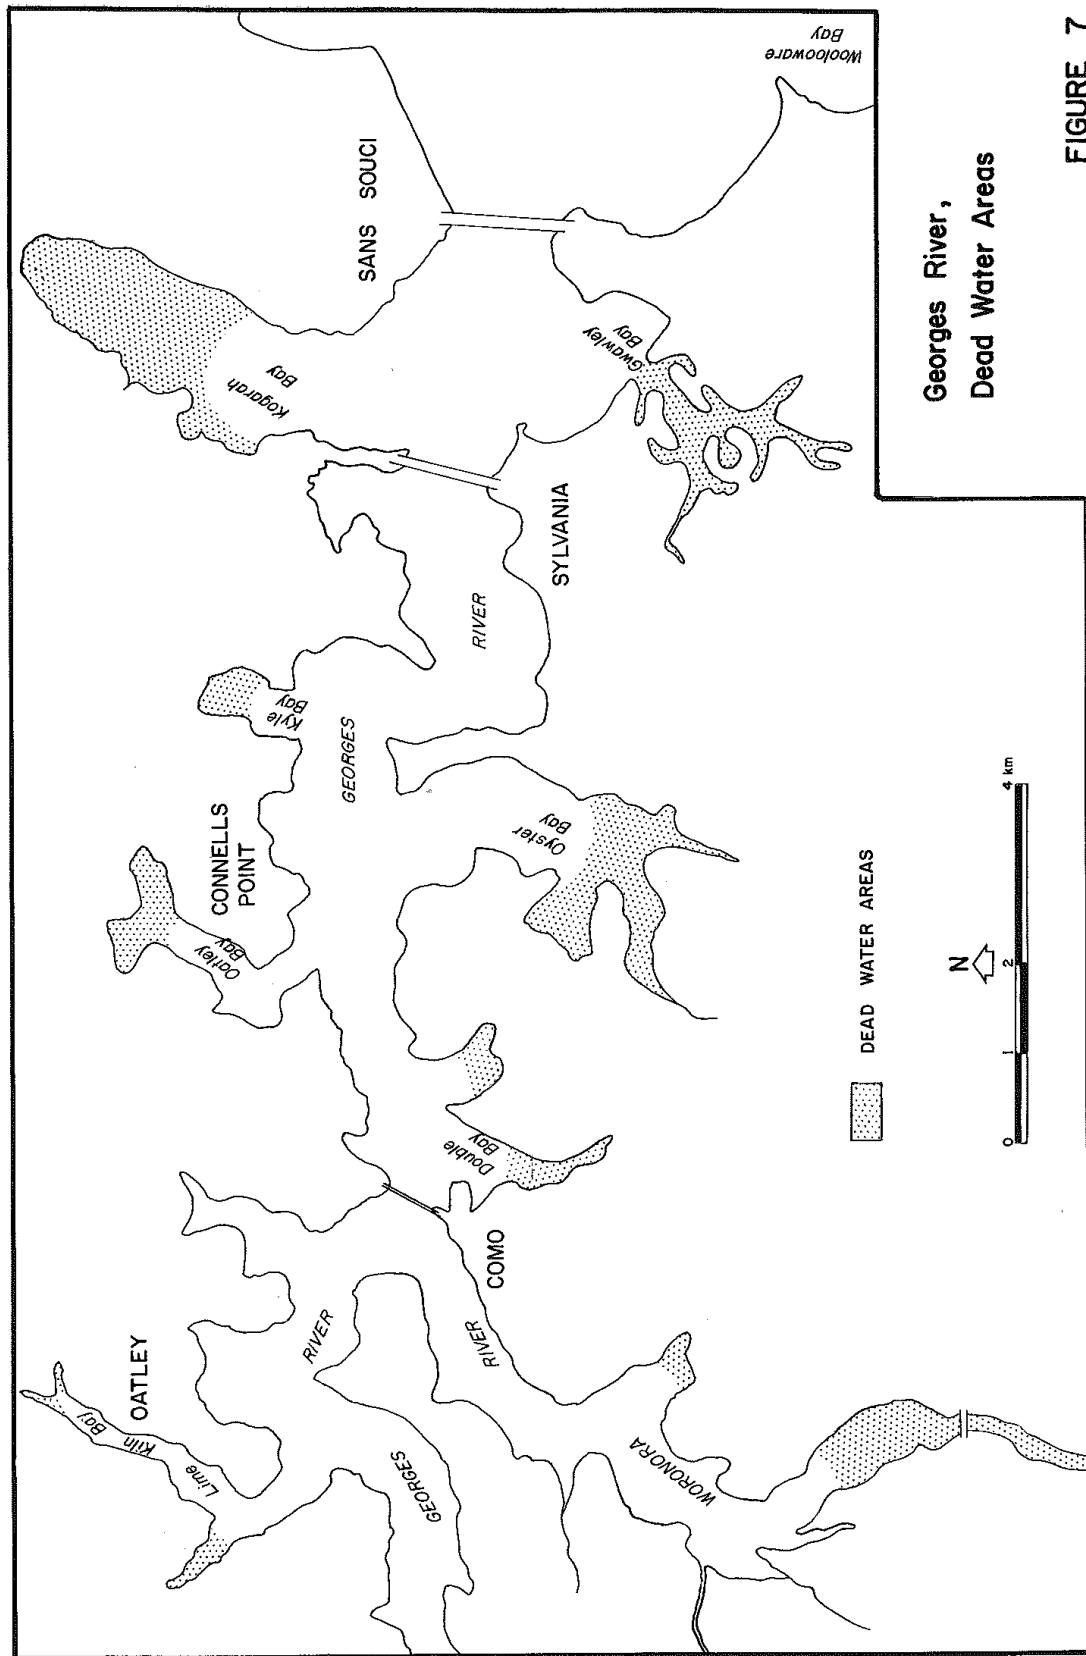 OATLEY
Lime Kiln Bay
RIVER
GEORGES
RIVER
WORONORA
COMO
Double
Bay
Oatley
Bay
CONNELLS
POINT
Kyle
Bay
GEORGES
RIVER
Oyster
Bay
SYLVANIA
Kogarah
Bay
SANS SOUCI
Gwawley
Bay
Woolooware
Bay
DEAD WATER AREAS
N
0 1 2 4 km
Georges River,
Dead Water Areas
FIGURE 7